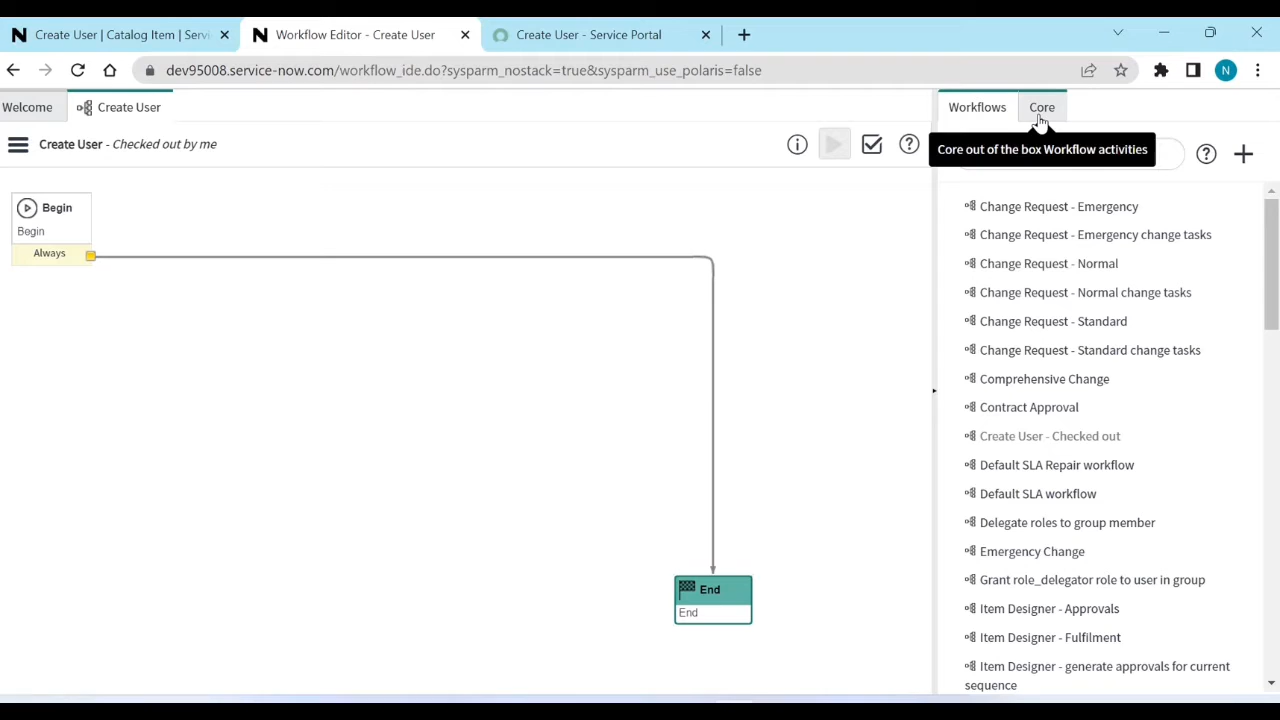 Create User | Catalog Item | Servi
Workflow Editor - Create User
Create User - Service Portal
dev95008.service-now.com/workflow_ide.do?sysparm_nostack=true&sysparm_use_polaris=false
N
Welcome
Create User
Workflows
Core
Create User - Checked out by me
Core out of the box Workflow activities
Begin
Begin
Always
End
End
Change Request - Emergency
Change Request - Emergency change tasks
Change Request - Normal
Change Request - Normal change tasks
Change Request - Standard
Change Request - Standard change tasks
Comprehensive Change
Contract Approval
Create User - Checked out
Default SLA Repair workflow
Default SLA workflow
Delegate roles to group member
Emergency Change
Grant role_delegator role to user in group
Item Designer - Approvals
Item Designer - Fulfilment
Item Designer - generate approvals for current
sequence